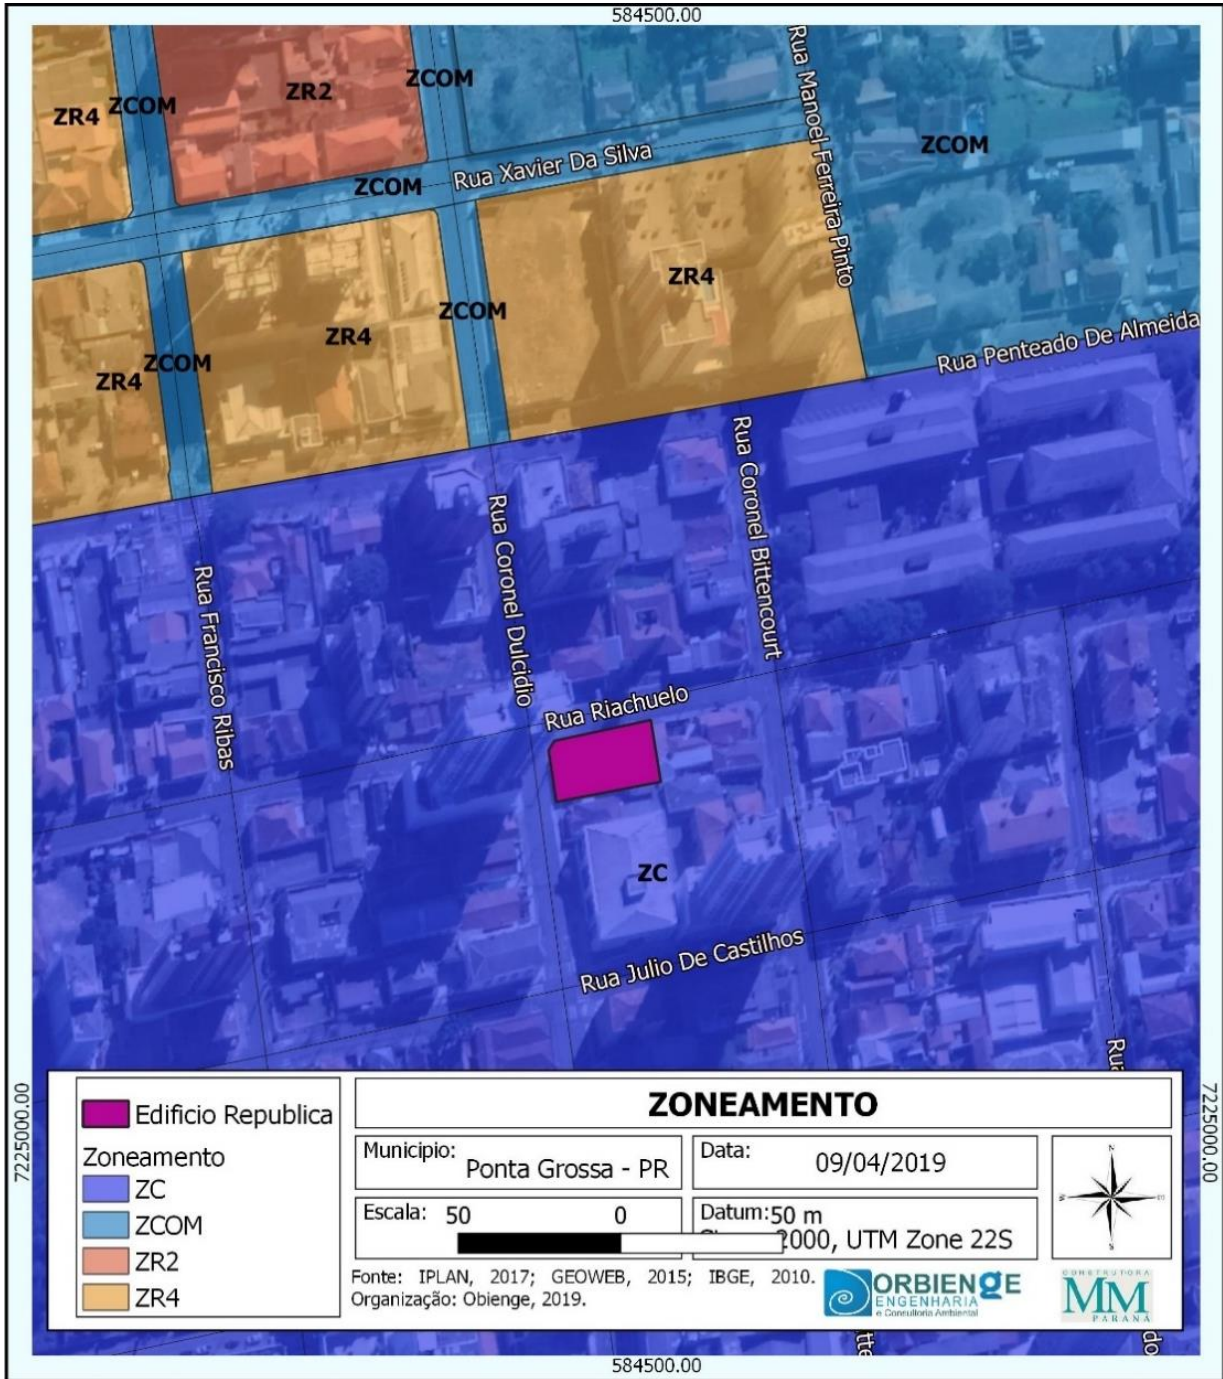 584500.00
ZR4
ZCOM
ZR2
ZCOM
Rua Manoel Ferreira Pinto
ZCOM
Rua Xavier Da Silva
ZCOM
ZR4
ZCOM
ZR4
ZCOM
ZR4
Rua Penteado De Almeida
Rua Coronel Bittencourt
Rua Coronel Dulcidio
Rua Francisco Ribas
Rua Riachuelo
ZC
Rua Julio De Castilhos
Rua
7225000.00
7225000.00
Edificio Republica
Zoneamento
ZC
ZCOM
ZR2
ZR4
ZONEAMENTO
Municipio:
Ponta Grossa - PR
Data:
09/04/2019
Escala: 50 0 50 m
Datum:
2000, UTM Zone 22S
Fonte: IPLAN, 2017; GEOWEB, 2015; IBGE, 2010.
Organização: Obienge, 2019.
ORBIENGE
ENGENHARIA
e Consultoria Ambiental
CONSTRUTORA
MM
PARANÁ
584500.00